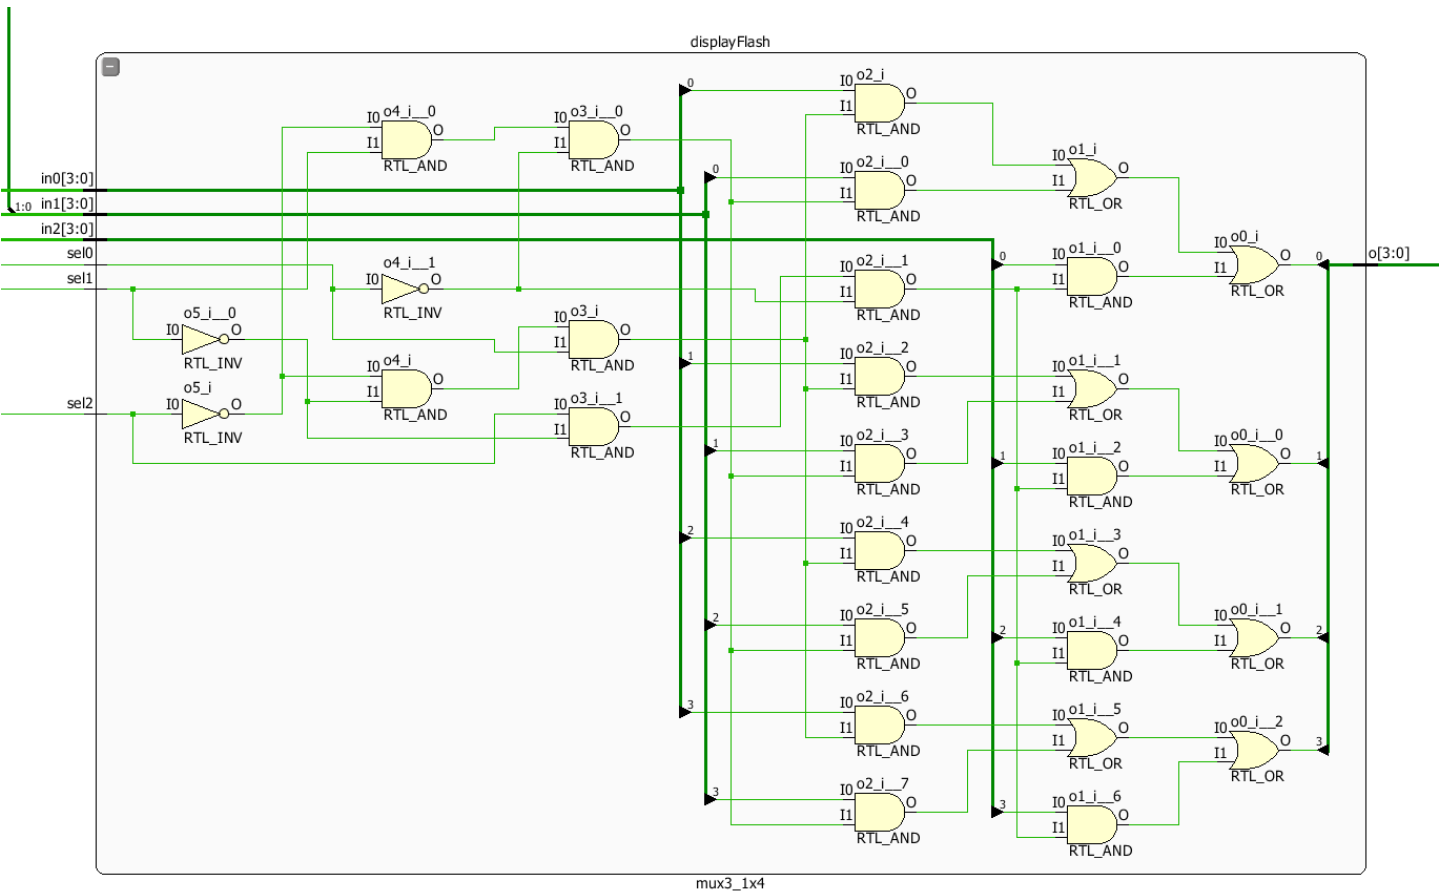 displayFlash
in0[3:0]
1:0
in1[3:0]
in2[3:0]
sel0
sel1
sel2
o5_i__0
I0
O
RTL_INV
o5_i
I0
O
RTL_INV
o4_i__0
I0
I1
O
RTL_AND
o4_i__1
I0
O
RTL_INV
o4_i
I0
I1
O
RTL_AND
o3_i__0
I0
I1
O
RTL_AND
o3_i
I0
I1
O
RTL_AND
o3_i__1
I0
I1
O
RTL_AND
0
1
2
3
0
1
2
3
o2_i
I0
I1
O
RTL_AND
o2_i__0
I0
I1
O
RTL_AND
o2_i__1
I0
I1
O
RTL_AND
o2_i__2
I0
I1
O
RTL_AND
o2_i__3
I0
I1
O
RTL_AND
o2_i__4
I0
I1
O
RTL_AND
o2_i__5
I0
I1
O
RTL_AND
o2_i__6
I0
I1
O
RTL_AND
o2_i__7
I0
I1
O
RTL_AND
0
1
2
3
o1_i
I0
I1
O
RTL_OR
o1_i__0
I0
I1
O
RTL_AND
o1_i__1
I0
I1
O
RTL_OR
o1_i__2
I0
I1
O
RTL_AND
o1_i__3
I0
I1
O
RTL_OR
o1_i__4
I0
I1
O
RTL_AND
o1_i__5
I0
I1
O
RTL_OR
o1_i__6
I0
I1
O
RTL_AND
o0_i
I0
I1
O
RTL_OR
o0_i__0
I0
I1
O
RTL_OR
o0_i__1
I0
I1
O
RTL_OR
o0_i__2
I0
I1
O
RTL_OR
0
1
2
3
o[3:0]
mux3_1x4